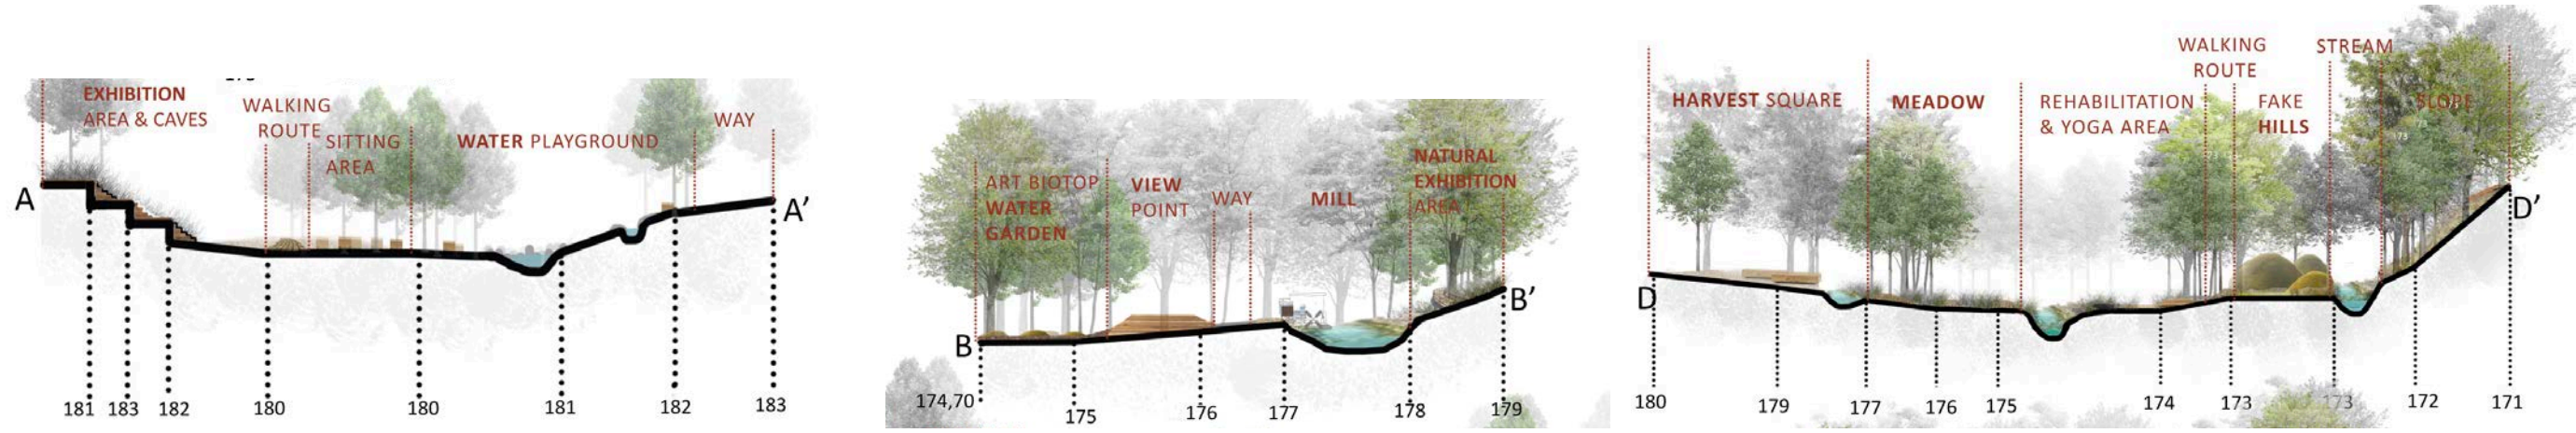 EXHIBITION
AREA & CAVES
WALKING
ROUTE
SITTING
AREA
WATER PLAYGROUND
WAY
A
A'
181 183 182 180 180 181 182 183
ART BIOTOP
WATER
GARDEN
VIEW
POINT
WAY
MILL
NATURAL
EXHIBITION
AREA
B
B'
174,70 175 176 177 178 179
HARVEST SQUARE
MEADOW
REHABILITATION
& YOGA AREA
WALKING
ROUTE
FAKE
HILLS
STREAM
SLOPE
D
D'
180 179 177 176 175 174 173 173 172 171